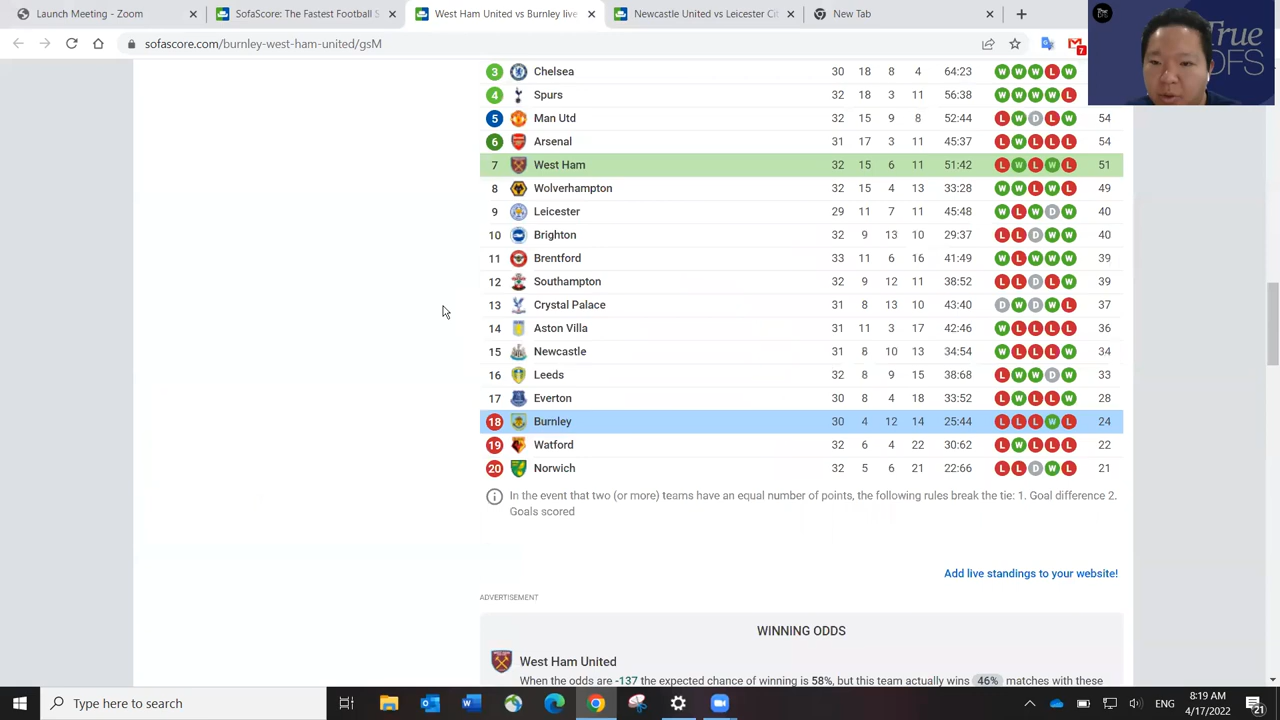 Launch Meeting - Zoom
SofaScore: The Fastest Football S
West Ham United vs Burnley live
Newcastle United vs Leicester Cit
New Tab
sofascore.com/burnley-west-ham-united/gsM
7
True
DFS
3 Chelsea 30 18 8 4 64:23 W W W L W
4 Spurs 32 18 3 11 56:38 W W W W L
5 Man Utd 32 15 9 8 52:44 L W D L W 54
6 Arsenal 31 17 3 11 45:37 L W L L L 54
7 West Ham 32 15 6 11 51:42 L W L W L 51
8 Wolverhampton 32 15 4 13 33:28 W W L W L 49
9 Leicester 29 11 7 11 45:48 W L W D W 40
10 Brighton 32 9 13 10 29:37 L L D W W 40
11 Brentford 33 11 6 16 41:49 W L W W W 39
12 Southampton 32 9 12 11 38:52 L L D L W 39
13 Crystal Palace 31 8 13 10 43:40 D W D W L 37
14 Aston Villa 31 11 3 17 42:46 W L L L L 36
15 Newcastle 31 8 10 13 34:54 W L L L W 34
16 Leeds 32 8 9 15 38:68 L W W D W 33
17 Everton 30 8 4 18 33:52 L W L L W 28
18 Burnley 30 4 12 14 25:44 L L L W L 24
19 Watford 32 6 4 22 30:62 L W L L L 22
20 Norwich 32 5 6 21 22:66 L L D W L 21
In the event that two (or more) teams have an equal number of points, the following rules break the tie: 1. Goal difference 2.
Goals scored
Add live standings to your website!
ADVERTISEMENT
WINNING ODDS
West Ham United
When the odds are -137 the expected chance of winning is 58%, but this team actually wins 46% matches with these
Type here to search
ENG
8:19 AM
4/17/2022
21